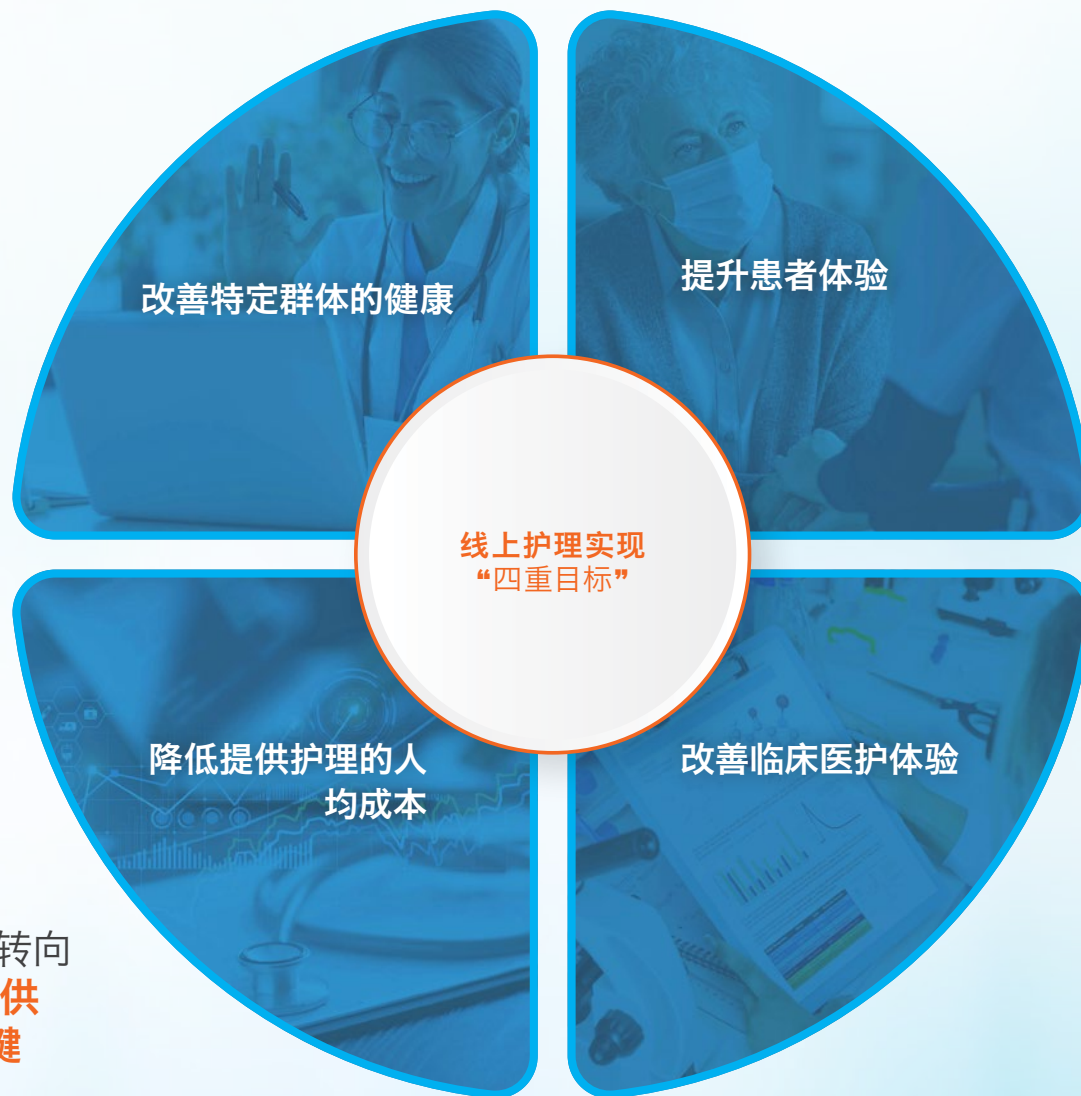 改善特定群体的健康
提升患者体验
线上护理实现
“四重目标”
降低提供护理的人
均成本
改善临床医护体验
转向
供
健